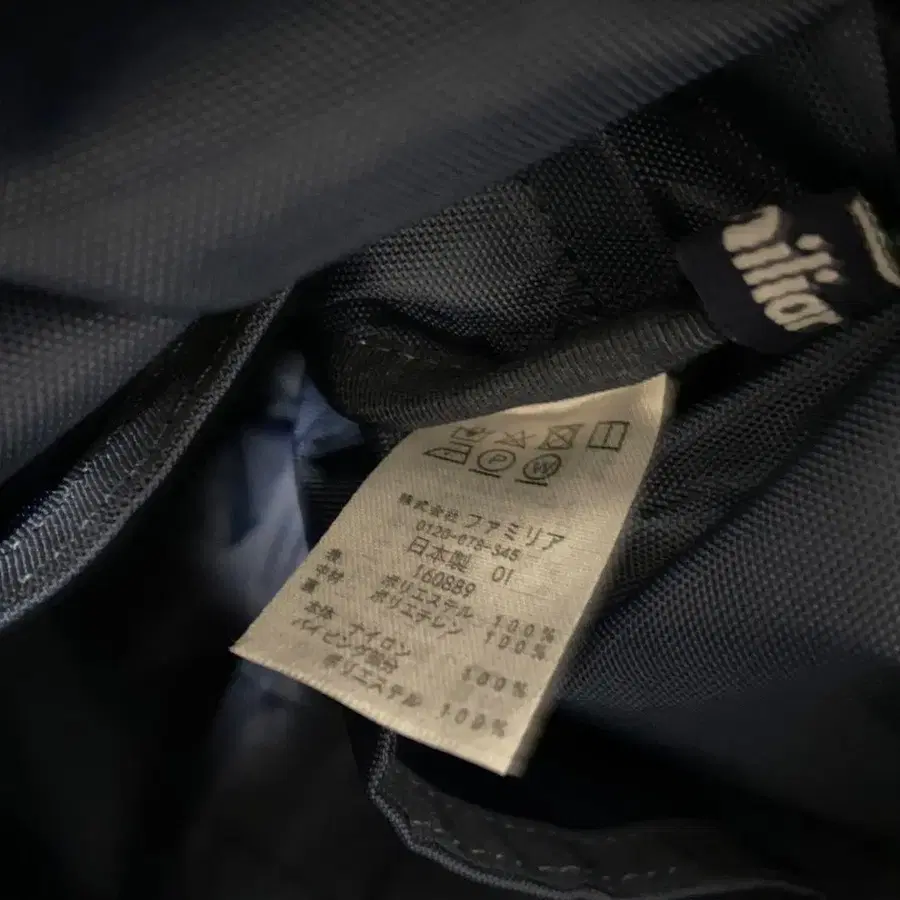 miliar
株式会社 ファミリア
0120-078-345
日本製 01
160889
表 ポリエステル 100%
中材 ポリエチレン 100%
裏
本体 ナイロン 100%
パイピング部分
ポリエステル 100%
P W